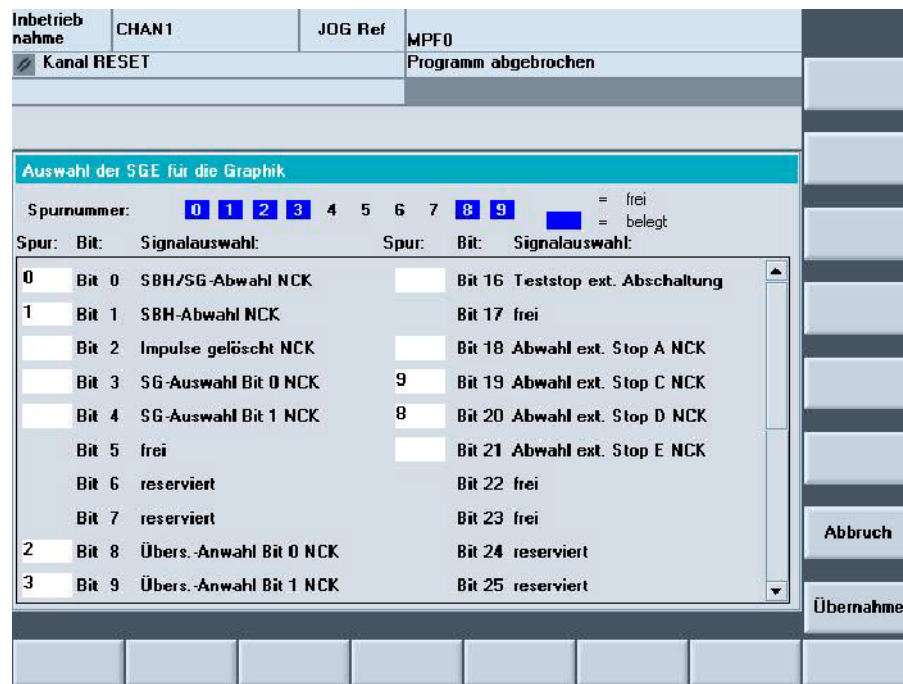 Inbetrieb
nahme CHAN1 JOG Ref MPF0
Kanal RESET Programm abgebrochen
Auswahl der SGE für die Graphik
Spurnummer: 0 1 2 3 4 5 6 7 8 9 = frei
= belegt
Spur: Bit: Signalauswahl: Spur: Bit: Signalauswahl:
0 Bit 0 SBH/SG-Abwahl NCK Bit 16 Teststop ext. Abschaltung
1 Bit 1 SBH-Abwahl NCK Bit 17 frei
Bit 2 Impulse gelöscht NCK Bit 18 Abwahl ext. Stop A NCK
Bit 3 SG-Auswahl Bit 0 NCK 9 Bit 19 Abwahl ext. Stop C NCK
Bit 4 SG-Auswahl Bit 1 NCK 8 Bit 20 Abwahl ext. Stop D NCK
Bit 5 frei Bit 21 Abwahl ext. Stop E NCK
Bit 6 reserviert Bit 22 frei
Bit 7 reserviert Bit 23 frei
2 Bit 8 Übers.-Anwahl Bit 0 NCK Bit 24 reserviert
3 Bit 9 Übers.-Anwahl Bit 1 NCK Bit 25 reserviert
Abbruch
Übernahme